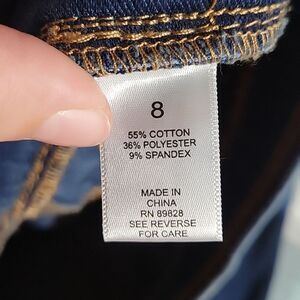 8
55% COTTON
36% POLYESTER
9% SPANDEX
MADE IN
CHINA
RN 89828
SEE REVERSE
FOR CARE